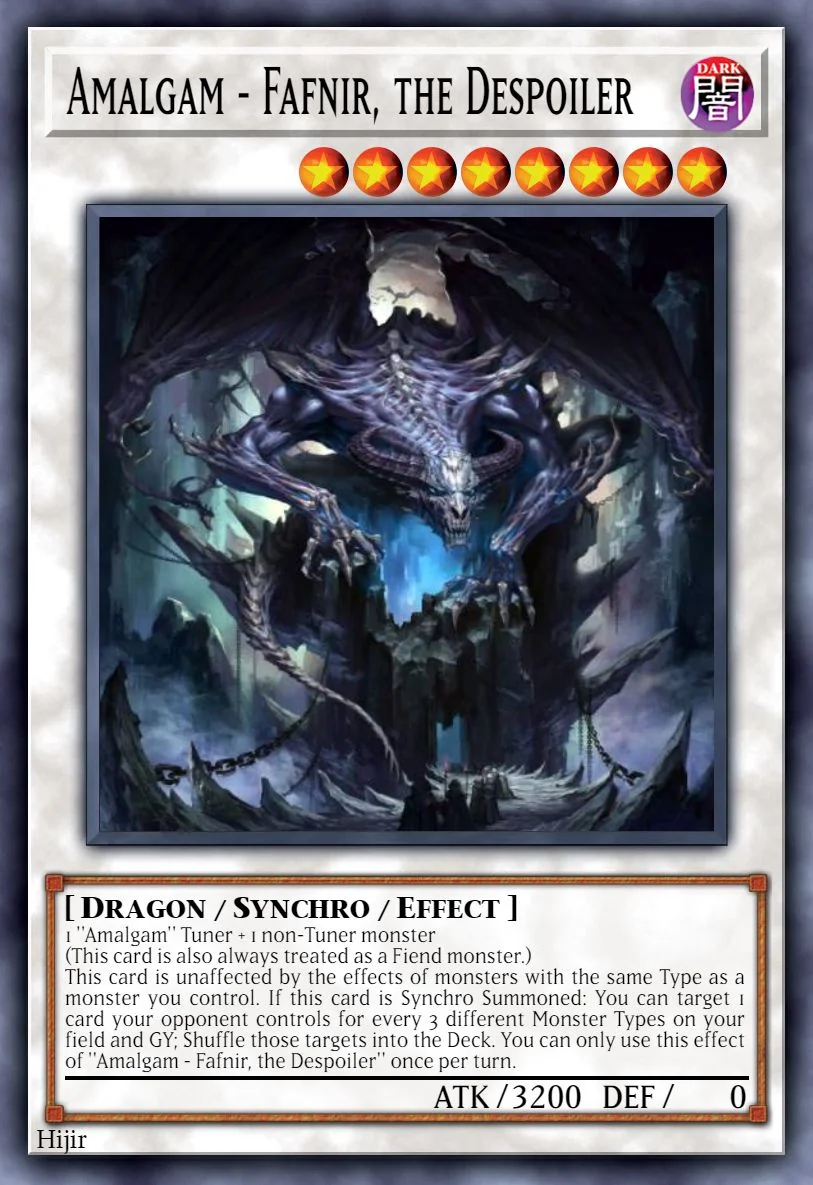 Amalgam - Fafnir, the Despoiler
DARK
闇
[ Dragon / Synchro / Effect ]
1 "Amalgam" Tuner + 1 non-Tuner monster
(This card is also always treated as a Fiend monster.)
This card is unaffected by the effects of monsters with the same Type as a
monster you control. If this card is Synchro Summoned: You can target 1
card your opponent controls for every 3 different Monster Types on your
field and GY; Shuffle those targets into the Deck. You can only use this effect
of "Amalgam - Fafnir, the Despoiler" once per turn.
ATK / 3200 DEF / 0
Hijir